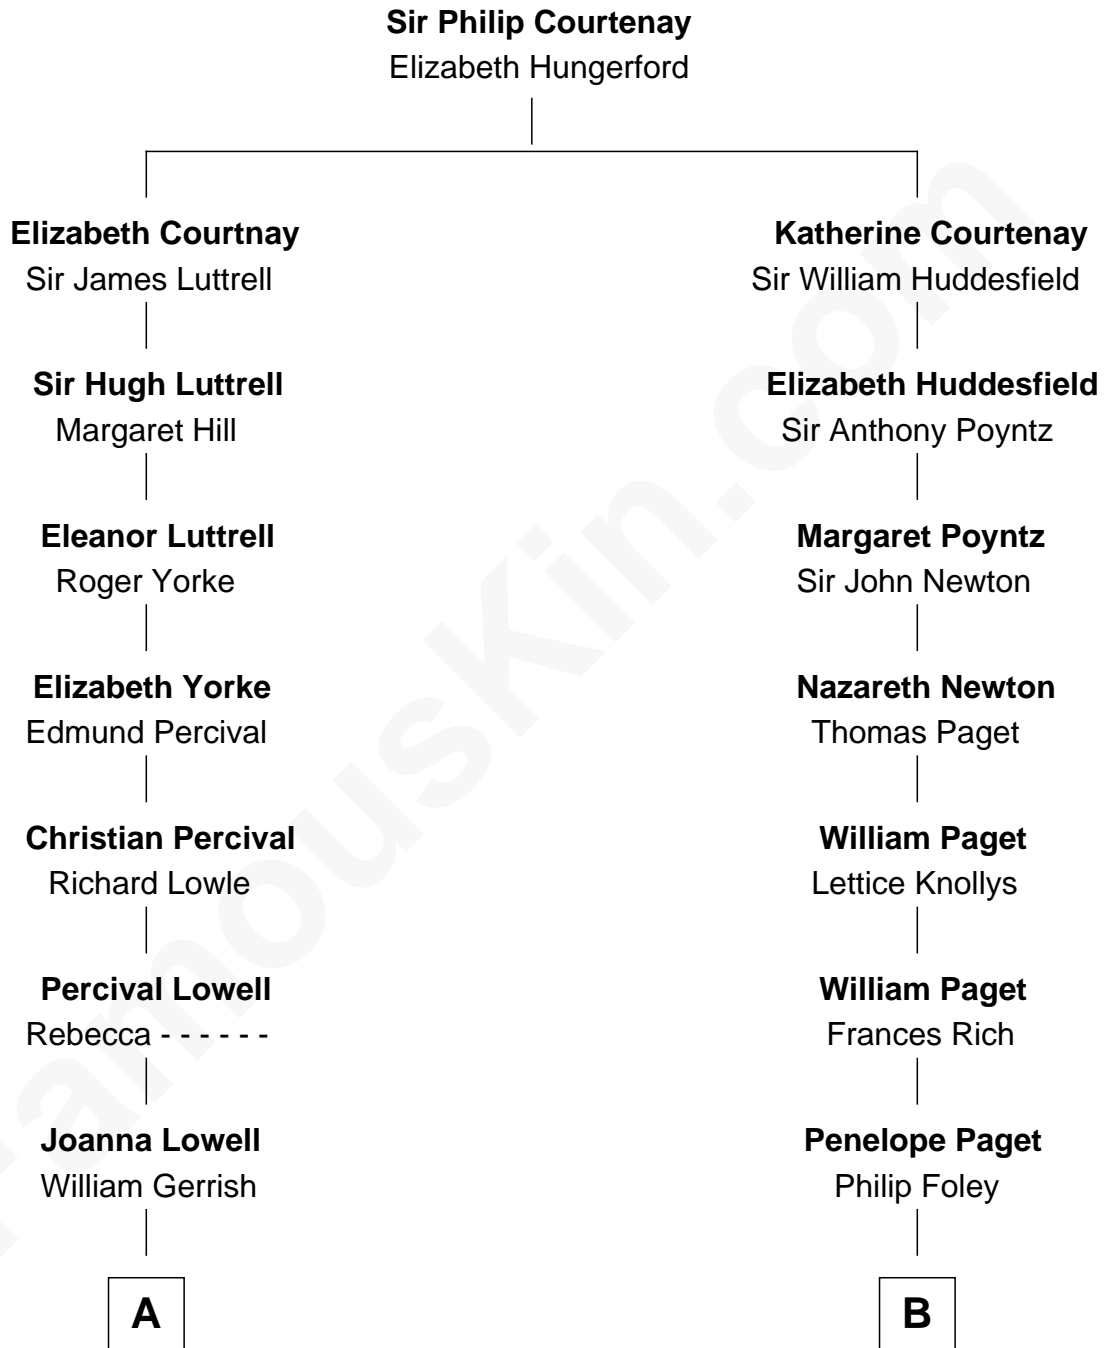 Sir Philip Courtenay
Elizabeth Hungerford
Elizabeth Courtnay
Sir James Luttrell
Katherine Courtenay
Sir William Huddesfield
Sir Hugh Luttrell
Margaret Hill
Elizabeth Huddesfield
Sir Anthony Poyntz
Eleanor Luttrell
Roger Yorke
Margaret Poyntz
Sir John Newton
Elizabeth Yorke
Edmund Percival
Nazareth Newton
Thomas Paget
Christian Percival
Richard Lowle
William Paget
Lettice Knollys
Percival Lowell
Rebecca - - - - - -
William Paget
Frances Rich
Joanna Lowell
William Gerrish
Penelope Paget
Philip Foley
A
B
FamousKin.com